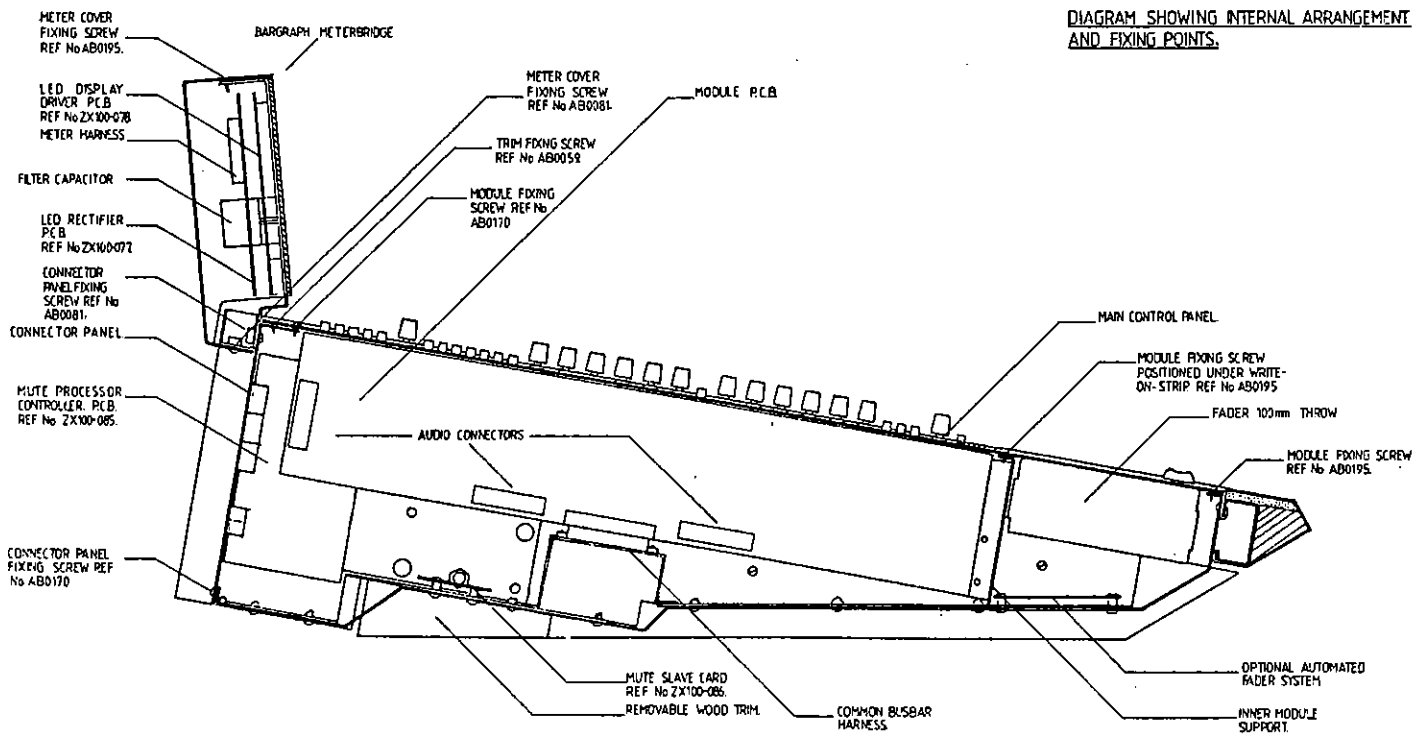 DIAGRAM SHOWING INTERNAL ARRANGEMENT
AND FIXING POINTS.
METER COVER
FIXING SCREW
REF No AB0195.
BARGRAPH METERBRIDGE
LED DISPLAY
DRIVER P.C.B
REF No ZX100-078
METER HARNESS
FILTER CAPACITOR
LED RECTIFIER
P.C.B
REF No ZX100-077
CONNECTOR
PANEL FIXING
SCREW REF No
AB0081.
CONNECTOR PANEL
MUTE PROCESSOR
CONTROLLER. P.C.B.
REF No ZX100-085.
CONNECTOR PANEL
FIXING SCREW REF
No AB0170
METER COVER
FIXING SCREW
REF No AB0081.
TRIM FIXING SCREW
REF No AB0059
MODULE FIXING
SCREW REF No
AB0170
MODULE P.C.B.
AUDIO CONNECTORS
MAIN CONTROL PANEL.
MODULE FIXING SCREW
POSITIONED UNDER WRITE-
ON-STRIP REF No AB0195
FADER 100mm THROW
MODULE FIXING SCREW
REF No AB0195.
MUTE SLAVE CARD
REF No ZX100-086.
REMOVABLE WOOD TRIM.
COMMON BUSBAR
HARNESS
OPTIONAL AUTOMATED
FADER SYSTEM
INNER MODULE
SUPPORT.